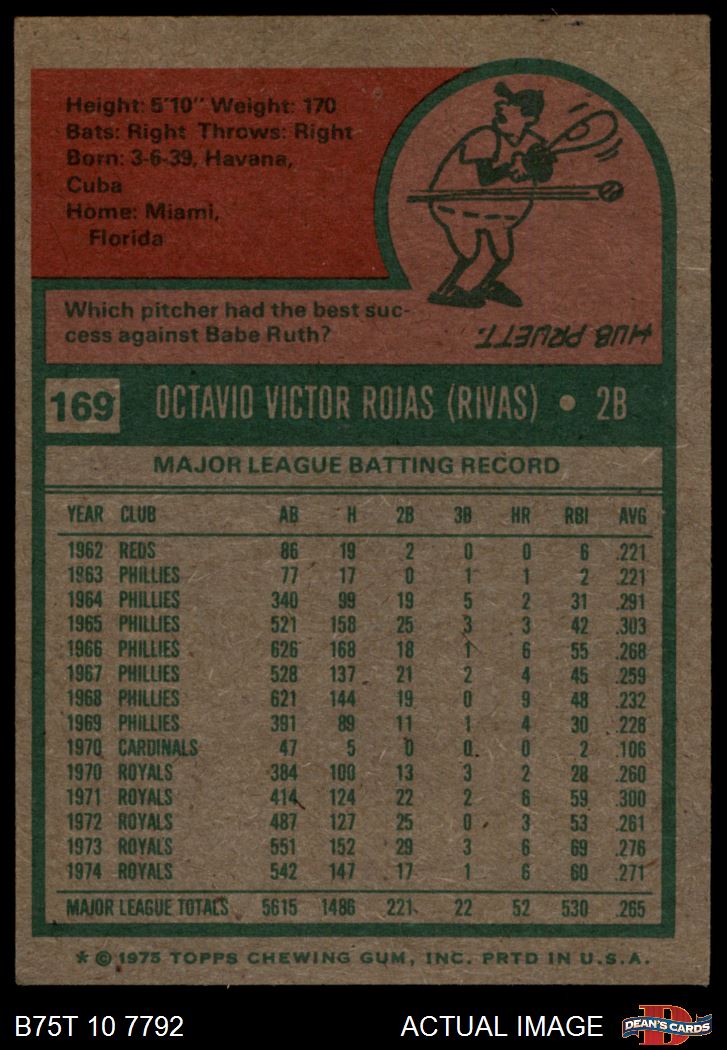 Height: 5'10" Weight: 170
Bats: Right Throws: Right
Born: 3-6-39, Havana,
Cuba
Home: Miami,
Florida
Which pitcher had the best suc-
cess against Babe Ruth?
HUB PRUETT.
169 OCTAVIO VICTOR ROJAS (RIVAS) • 2B
MAJOR LEAGUE BATTING RECORD
YEAR CLUB AB H 2B 3B HR RBI AVG
1962 REDS 86 19 2 0 0 6 .221
1963 PHILLIES 77 17 0 1 1 2 .221
1964 PHILLIES 340 99 19 5 2 31 .291
1965 PHILLIES 521 158 25 3 3 42 .303
1966 PHILLIES 626 168 18 1 6 55 .268
1967 PHILLIES 528 137 21 2 4 45 .259
1968 PHILLIES 621 144 19 0 9 48 .232
1969 PHILLIES 391 89 11 1 4 30 .228
1970 CARDINALS 47 5 0 0 0 2 .106
1970 ROYALS 384 100 13 3 2 28 .260
1971 ROYALS 414 124 22 2 6 59 .300
1972 ROYALS 487 127 25 0 3 53 .261
1973 ROYALS 551 152 29 3 6 69 .276
1974 ROYALS 542 147 17 1 6 60 .271
MAJOR LEAGUE TOTALS 5615 1486 221 22 52 530 .265
* © 1975 TOPPS CHEWING GUM, INC. PRTD IN U.S.A.
B75T 10 7792 ACTUAL IMAGE D DEAN'S CARDS